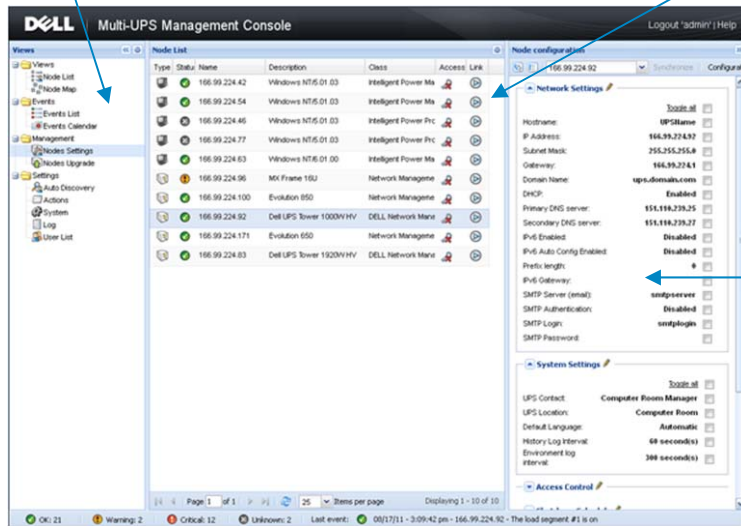 DELL Multi-UPS Management Console Logout 'admin' | Help
Views
Views
Node List
Node Map
Events
Events List
Events Calendar
Management
Nodes Settings
Nodes Upgrade
Settings
Auto Discovery
Actions
System
Log
User List
Node List
Type Statu Name Description Class Access Link
166.99.224.42 Windows NT/5.01.03 Intelligent Power Ma
166.99.224.54 Windows NT/5.01.03 Intelligent Power Ma
166.99.224.46 Windows NT/5.01.03 Intelligent Power Prc
166.99.224.77 Windows NT/5.01.03 Intelligent Power Prc
166.99.224.63 Windows NT/5.01.00 Intelligent Power Ma
166.99.224.96 MX Frame 16U Network Manageme
166.99.224.100 Evolution 850 Network Manageme
166.99.224.92 Dell UPS Tower 1000W HV DELL Network Mana
166.99.224.171 Evolution 650 Network Manageme
166.99.224.83 Dell UPS Tower 1920W HV DELL Network Mana
Page 1 of 1 25 Items per page Displaying 1 - 10 of 10
Node configuration
166.99.224.92 Synchronize Configurat
Network Settings
Toggle all
Hostname: UPSName
IP Address: 166.99.224.92
Subnet Mask: 255.255.255.0
Gateway: 166.99.224.1
Domain Name: ups.domain.com
DHCP: Enabled
Primary DNS server: 151.110.239.25
Secondary DNS server: 151.110.239.27
IPv6 Enabled: Disabled
IPv6 Auto Config Enabled: Disabled
Prefix length: 0
IPv6 Gateway:
SMTP Server (email): smtpserver
SMTP Authentication: Disabled
SMTP Login: smtplogin
SMTP Password:
System Settings
Toggle all
UPS Contact: Computer Room Manager
UPS Location: Computer Room
Default Language: Automatic
History Log Interval: 60 second(s)
Environment log interval: 300 second(s)
Access Control
OK: 21 Warning: 2 Critical: 12 Unknown: 2 Last event: 08/17/11 - 3:09:42 pm - 166.99.224.92 - The load segment #1 is on